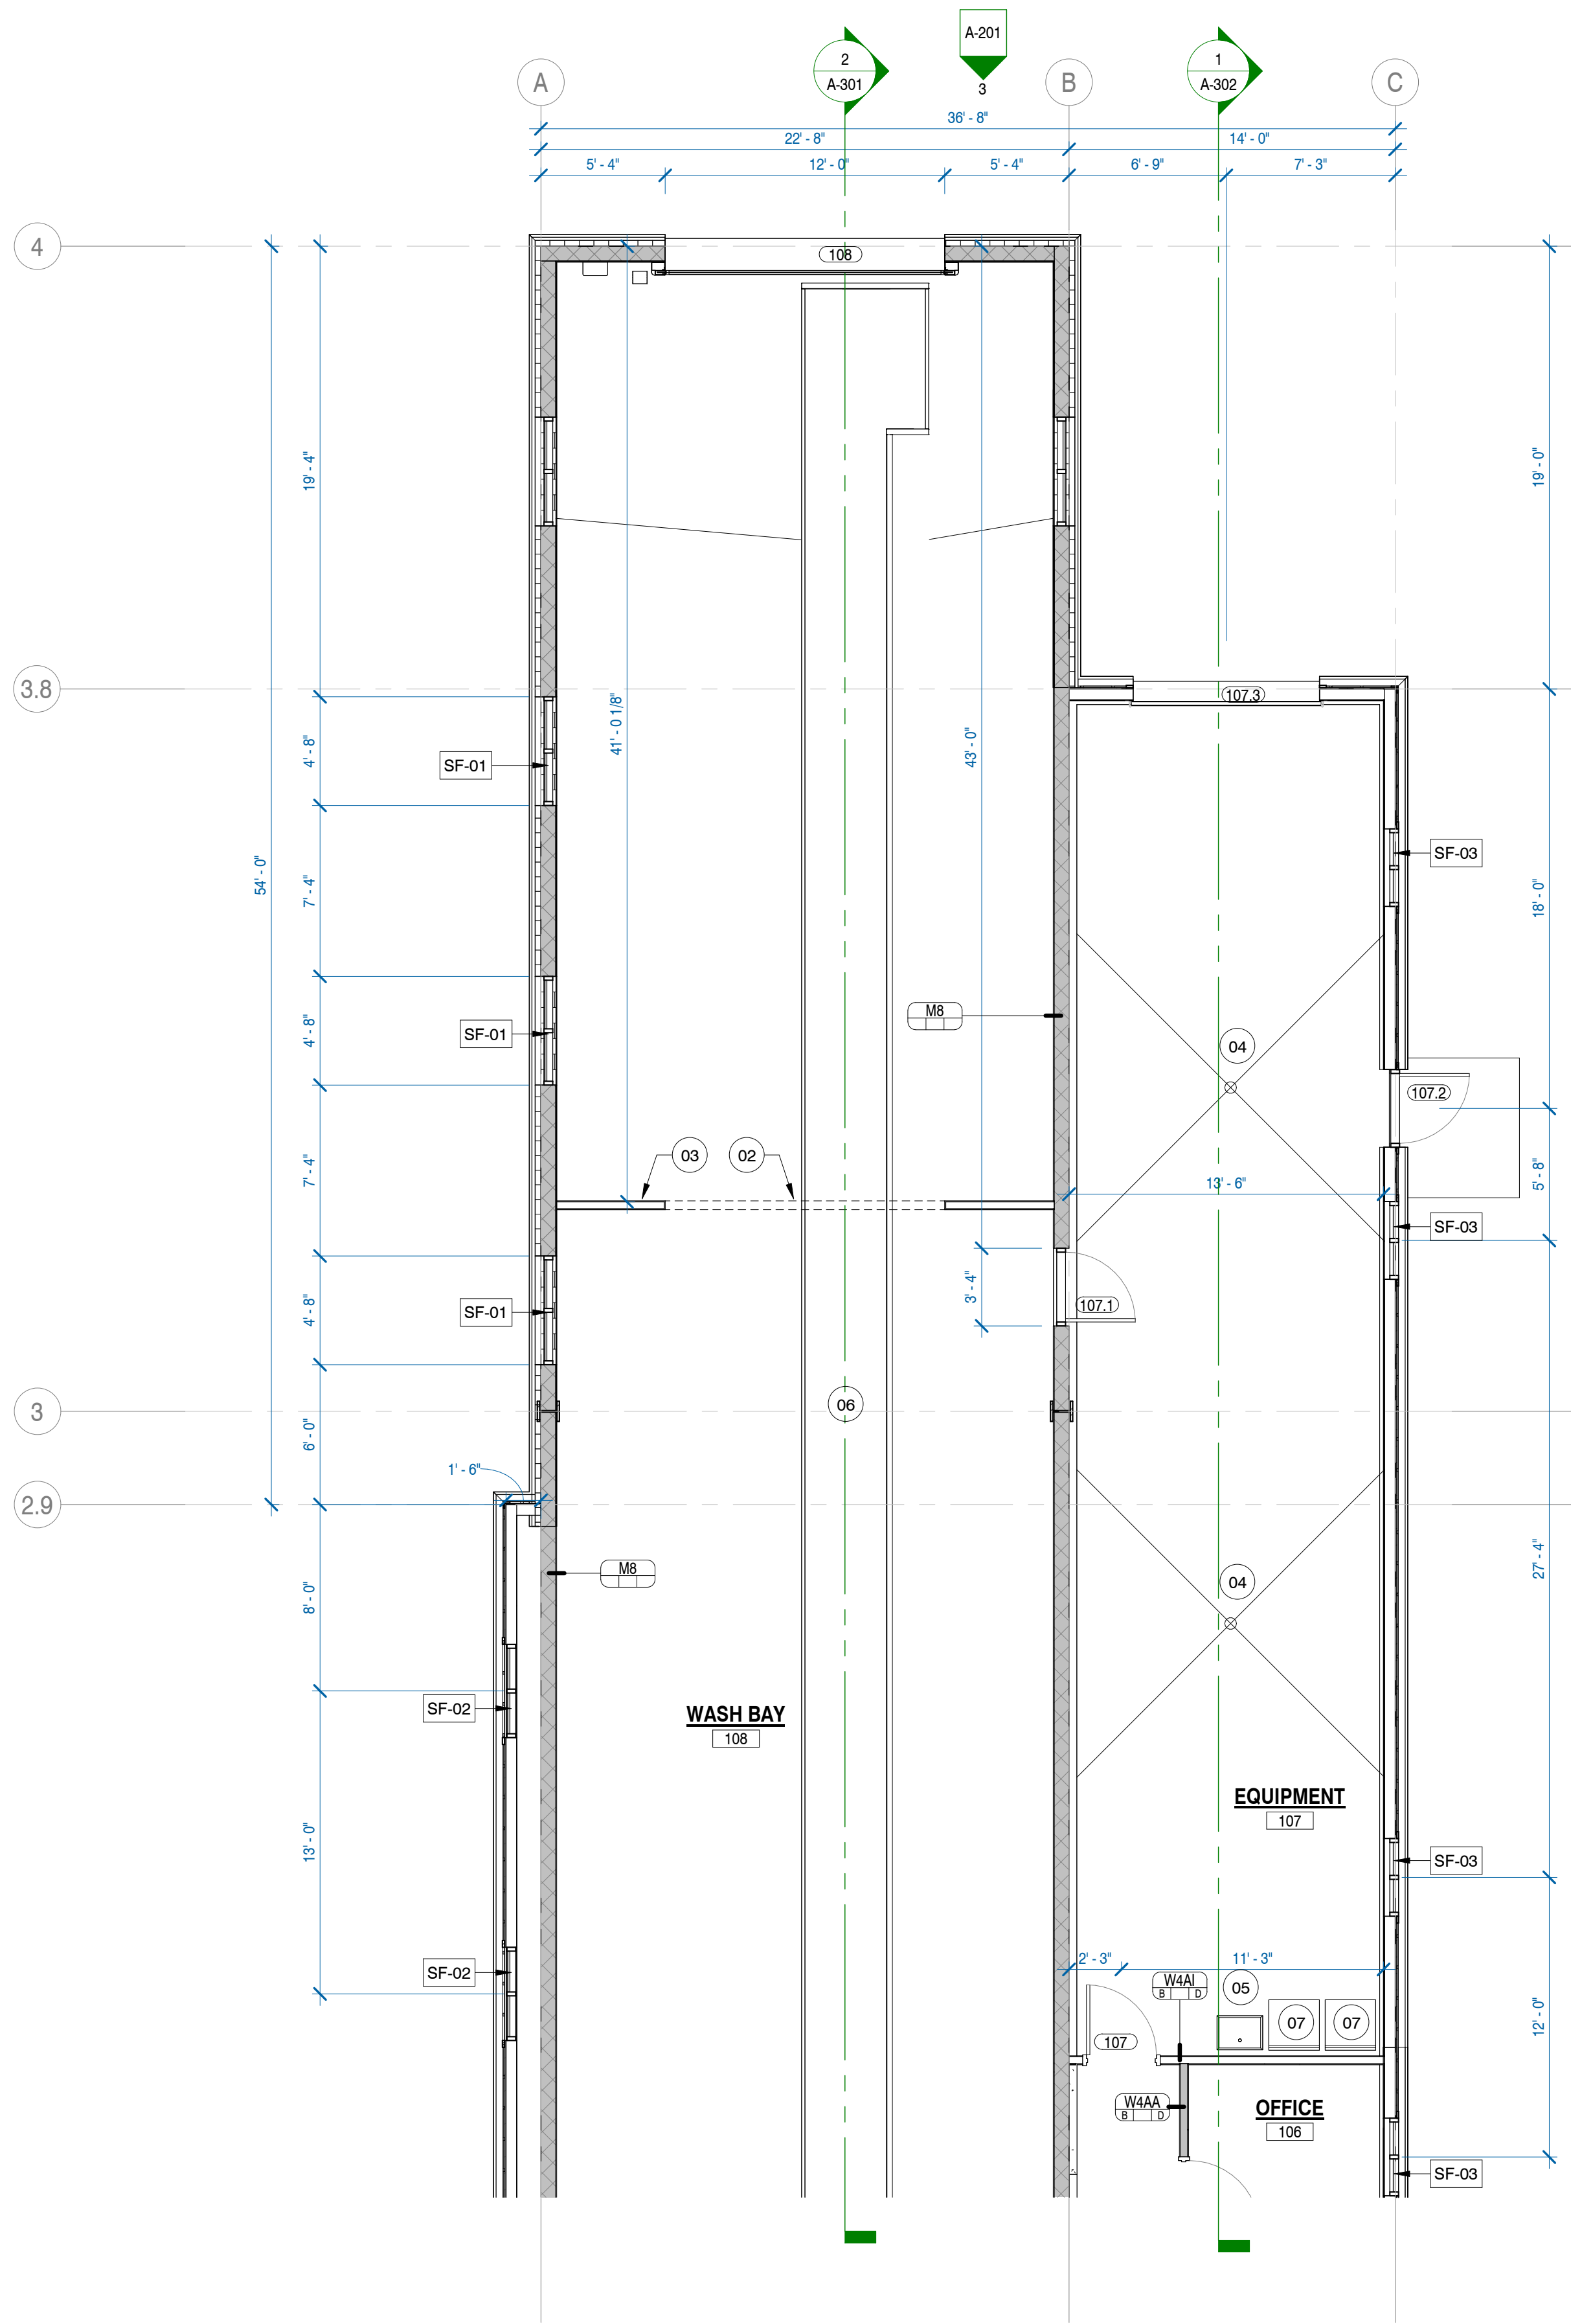 A-201
3
2
A-301
1
A-302
A
B
C
36' - 8"
22' - 8"
14' - 0"
5' - 4"
12' - 0"
5' - 4"
6' - 9"
7' - 3"
4
108
19' - 4"
19' - 0"
3.8
107.3
41' - 0 1/8"
43' - 0"
4' - 8"
SF-01
SF-03
54' - 0"
7' - 4"
18' - 0"
M8
4' - 8"
SF-01
04
107.2
03
02
7' - 4"
5' - 8"
13' - 6"
SF-03
3' - 4"
107.1
4' - 8"
SF-01
3
06
6' - 0"
1' - 6"
2.9
M8
8' - 0"
04
27' - 4"
SF-02
WASH BAY
108
EQUIPMENT
107
13' - 0"
SF-03
SF-02
2' - 3"
11' - 3"
W4AI
B
D
05
07
07
12' - 0"
107
W4AA
B
D
OFFICE
106
SF-03